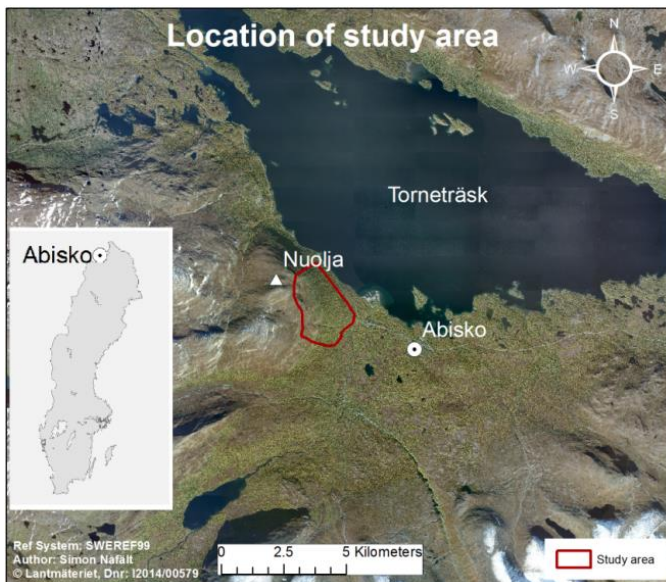 Location of study area
N
W E
S
Torneträsk
Nuolja
Abisko
Abisko
Ref System: SWEREF99
Author: Simon Nafält
© Lantmäteriet, Dnr: I2014/00579
0 2.5 5 Kilometers
Study area